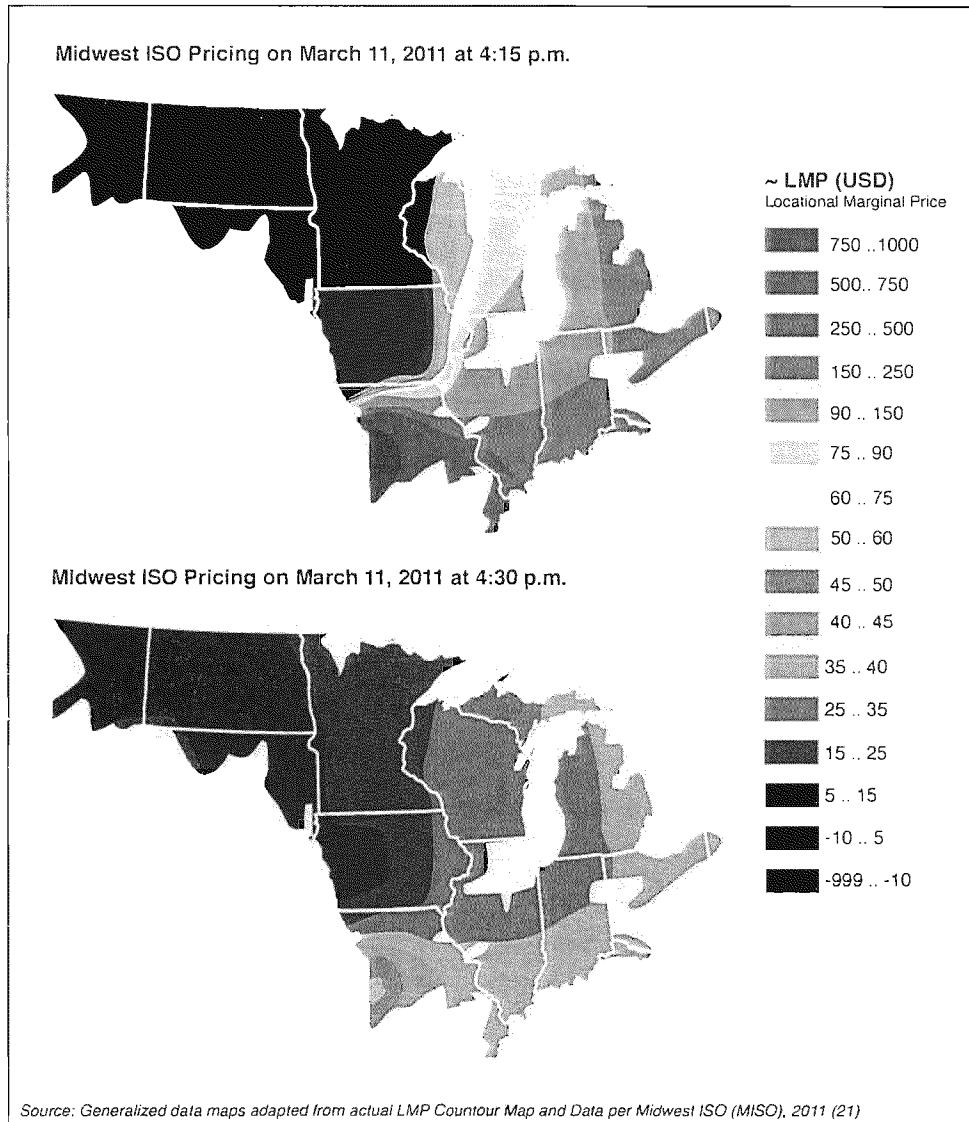 Midwest ISO Pricing on March 11, 2011 at 4:15 p.m.
~ LMP (USD)
Locational Marginal Price
750 .. 1000
500 .. 750
250 .. 500
150 .. 250
90 .. 150
75 .. 90
60 .. 75
50 .. 60
45 .. 50
40 .. 45
35 .. 40
25 .. 35
15 .. 25
5 .. 15
-10 .. 5
-999 .. -10
Midwest ISO Pricing on March 11, 2011 at 4:30 p.m.
Source: Generalized data maps adapted from actual LMP Countour Map and Data per Midwest ISO (MISO), 2011 (21)